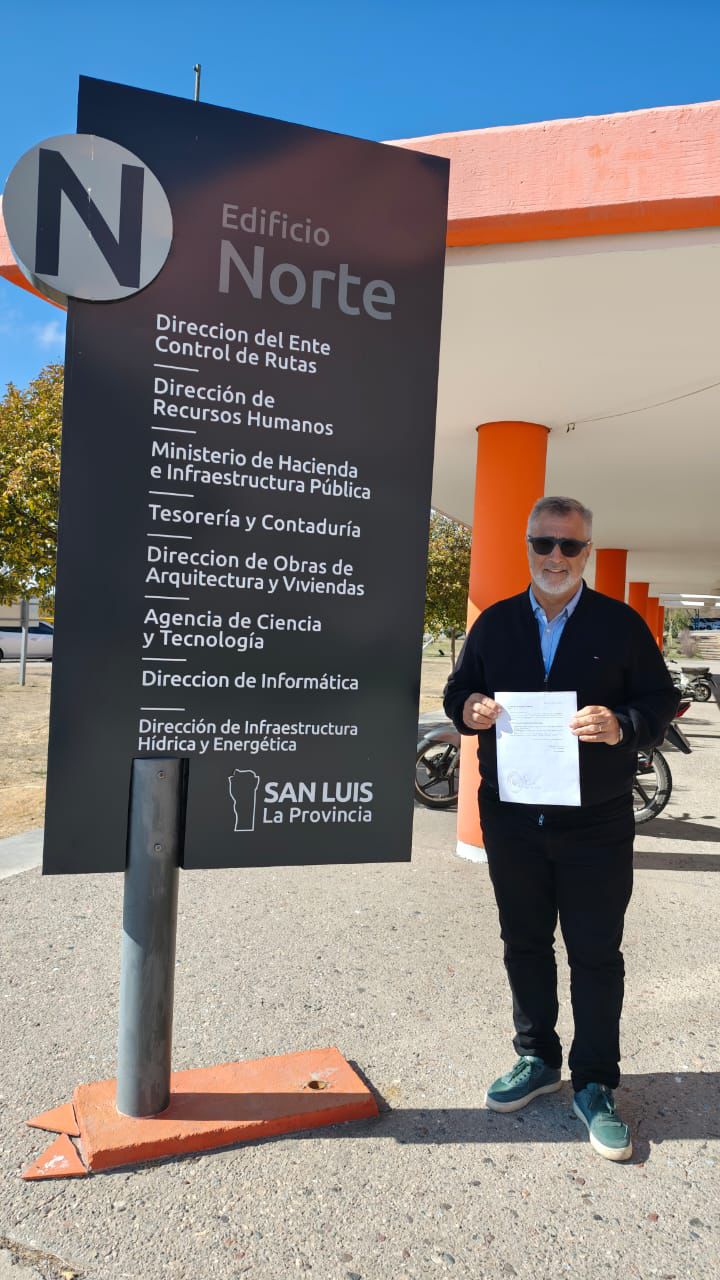 N
Edificio
Norte
Direccion del Ente
Control de Rutas
Dirección de
Recursos Humanos
Ministerio de Hacienda
e Infraestructura Pública
Tesorería y Contaduría
Direccion de Obras de
Arquitectura y Viviendas
Agencia de Ciencia
y Tecnología
Direccion de Informática
Dirección de Infraestructura
Hídrica y Energética
SAN LUIS
La Provincia